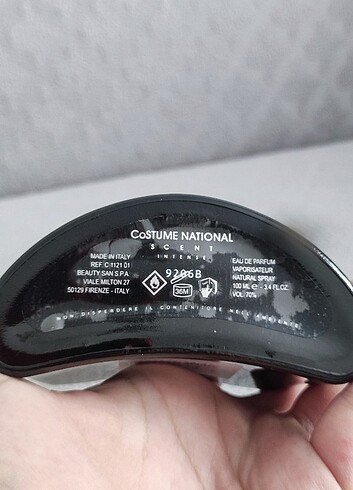 CoSTUME NATIONAL
SCENT
INTENSE
MADE IN ITALY
REF C 1121 01
BEAUTY.SAN S.P.A.
VIALE MILTON 27
50129 FIRENZE - ITALY
9206B
36M
EAU DE PARFUM
VAPORISATEUR
NATURAL SPRAY
100 ML ℮ - 3.4 FL.OZ.
VOL. 70%
NON DISPERDERE IL CONTENITORE NELL'AMBIENTE